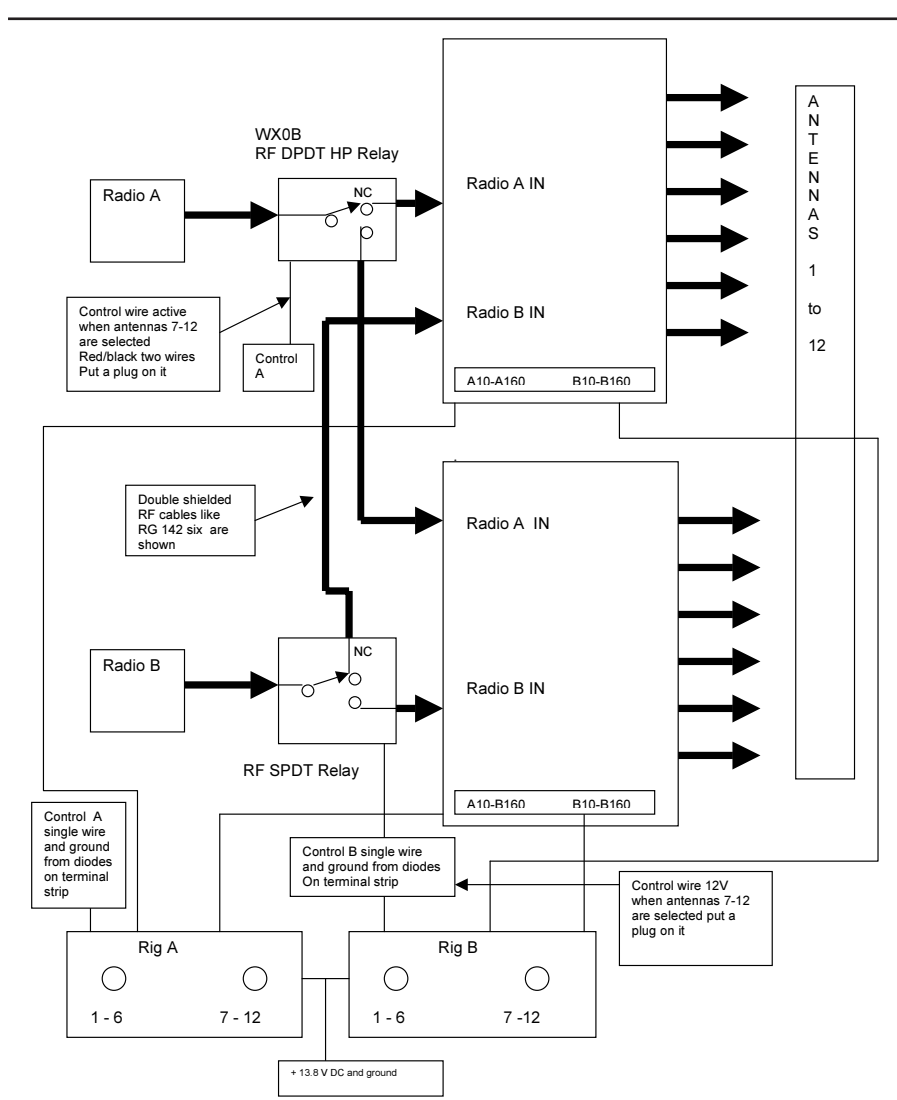 WX0B
RF DPDT HP Relay
Radio A
NC
Radio A IN
Radio B IN
A10-A160 B10-B160
A
N
T
E
N
N
A
S
1
to
12
Control wire active
when antennas 7-12
are selected
Red/black two wires
Put a plug on it
Control
A
Double shielded
RF cables like
RG 142 six are
shown
Radio A IN
Radio B IN
A10-B160 B10-B160
Radio B
NC
RF SPDT Relay
Control A
single wire
and ground
from diodes
on terminal
strip
Control B single wire
and ground from diodes
On terminal strip
Control wire 12V
when antennas 7-12
are selected put a
plug on it
Rig A
1 - 6 7 - 12
Rig B
1 - 6 7 -12
+ 13.8 V DC and ground